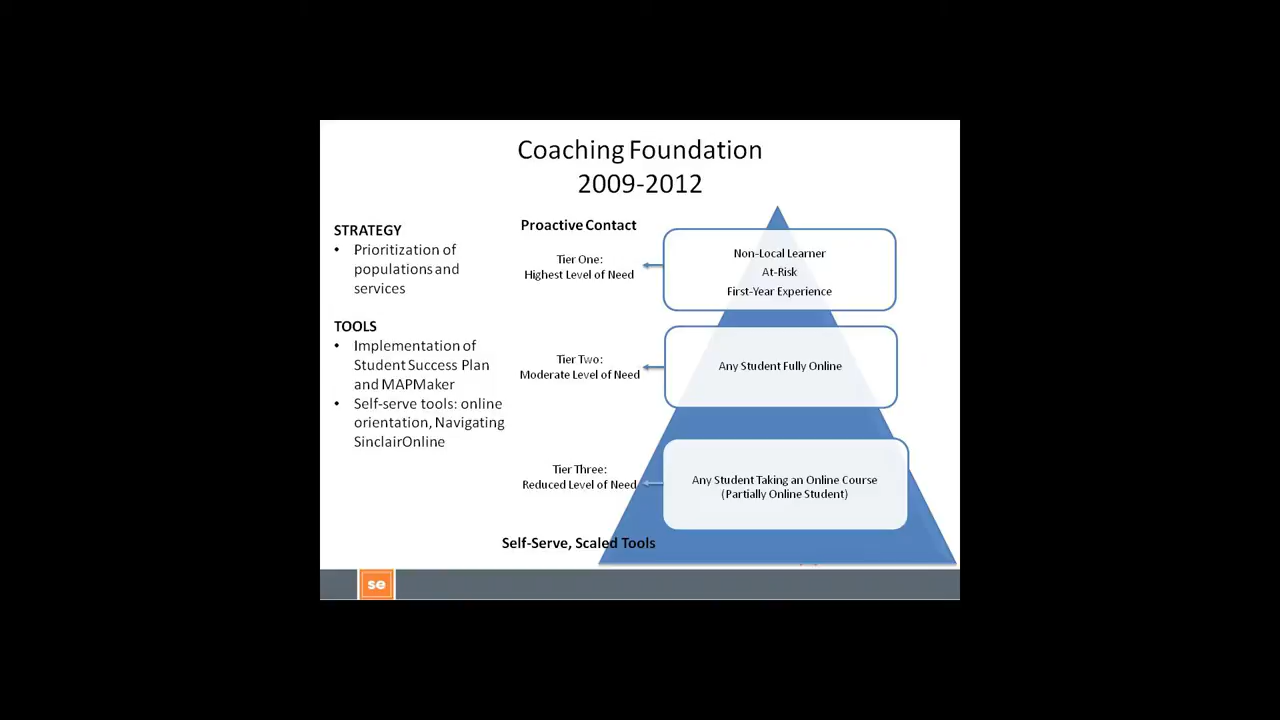 Coaching Foundation
2009-2012
STRATEGY
• Prioritization of
populations and
services
TOOLS
• Implementation of
Student Success Plan
and MAPMaker
• Self-serve tools: online
orientation, Navigating
SinclairOnline
Proactive Contact
Tier One:
Highest Level of Need
Non-Local Learner
At-Risk
First-Year Experience
Tier Two:
Moderate Level of Need
Any Student Fully Online
Tier Three:
Reduced Level of Need
Any Student Taking an Online Course
(Partially Online Student)
Self-Serve, Scaled Tools
se